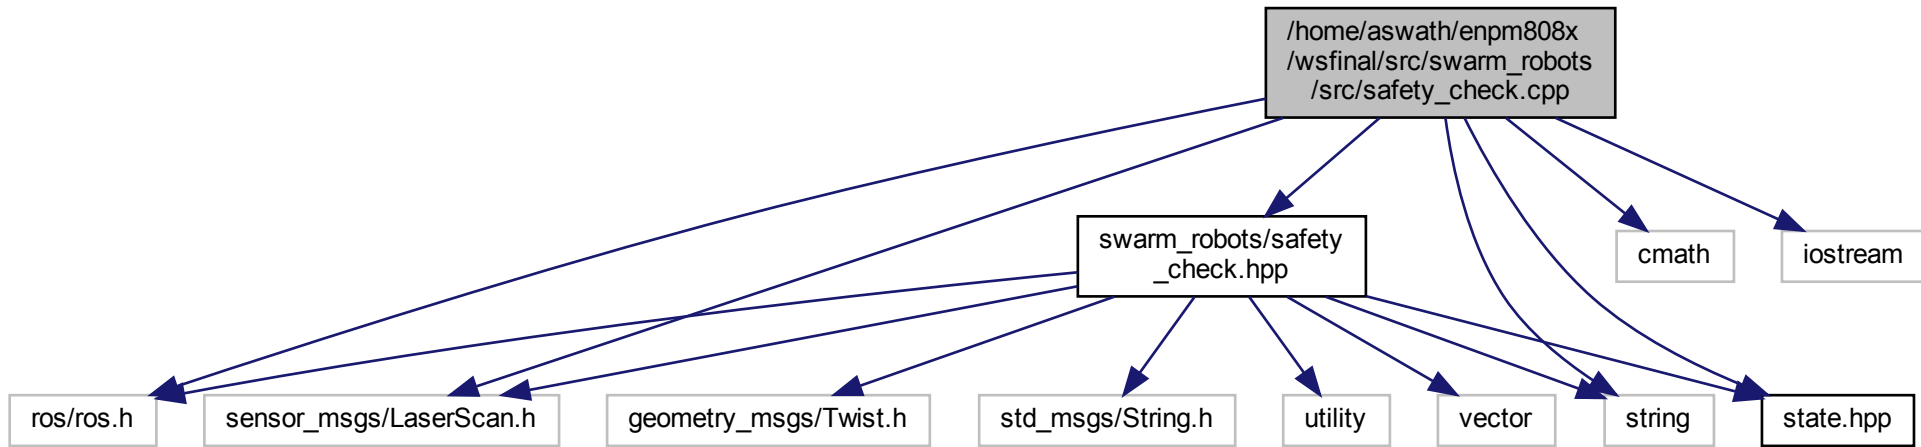 /home/aswath/enpm808x
/wsfinal/src/swarm_robots
/src/safety_check.cpp
swarm_robots/safety
_check.hpp
cmath
iostream
ros/ros.h
sensor_msgs/LaserScan.h
geometry_msgs/Twist.h
std_msgs/String.h
utility
vector
string
state.hpp